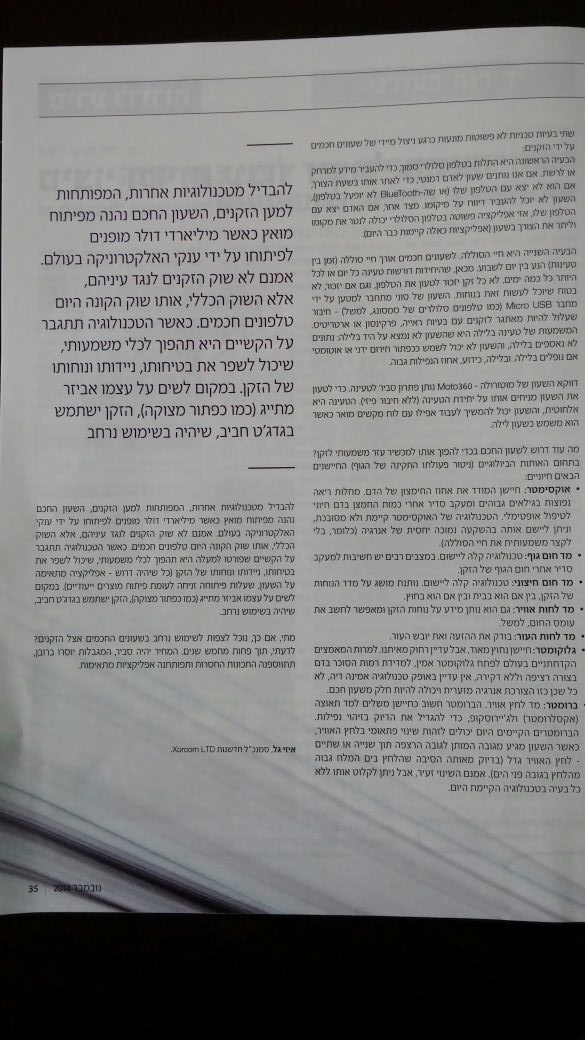 שתי בעיות טכניות לא פשוטות מונעות כרגע ניצול מיידי של שעונים חכמים
על ידי הזקנים:
הבעיה הראשונה היא התלות בטלפון סלולרי סמוך, כדי להעביר מידע למרחק
או לרשת. אם אנו נותנים שעון לאדם דמנטי, כדי לאתר אותו בשעת הצורך,
אם הוא לא יצא עם הטלפון שלו (או שה-BlueTooth לא יופעל בטלפון),
השעון לא יוכל להעביר דיווח על מיקומו. מצד אחר, אם האדם יצא עם
הטלפון שלו, אזי אפליקציה פשוטה בטלפון הסלולרי יכלה לנטר את מקומו
וליתר את הצורך בשעון (אפליקציות כאלה קיימות כבר היום).
הבעיה השנייה היא חיי הסוללה. לשעונים חכמים אורך חיי סוללה (זמן בין
טעינות) הנע בין יום לשבוע. מכאן, שהיחידות דורשות טעינה כל יום או לכל
היותר כל כמה ימים. לא כל זקן יזכור לטעון את הטלפון, וגם אם יזכור, לא
בטוח שיוכל לעשות זאת בנוחות. השעון של סוני מתחבר למטען על ידי
מחבר Micro USB (כמו טלפונים סלולרים של סמסונג, למשל) - חיבור
שעלול להיות מאתגר לזקנים עם בעיות ראייה, פרקינסון או ארטריטיס.
המשמעות של טעינה בלילה היא שהשעון לא נמצא על היד בלילה; נתונים
לא נאספים בלילה, והשעון לא יכול לשמש ככפתור חירום ידני או אוטומטי
אם נופלים בלילה. ובלילה, כידוע, אחוז הנפילות גבוה.
דווקא השעון של מוטורולה - Moto360 נותן פתרון סביר לטעינה. כדי לטעון
את השעון מניחים אותו על יחידת הטעינה (ללא חיבור פיזי). הטעינה היא
אלחוטית, והשעון יכול להמשיך לעבוד אפילו עם לוח מקשים מואר כאשר
הוא משמש כשעון לילה.
מה עוד דרוש לשעון החכם בכדי להפוך אותו למכשיר עזר משמעותי לזקן?
בתחום האותות הביולוגיים (ניטור פעולתו התקינה של הגוף) החיישנים
הבאים חיוניים:
• אוקסימטר: חיישן המודד את אחוז החימצון של הדם. מחלות ריאה
נפוצות בגילאים גבוהים ומעקב סדיר אחרי כמות החמצן בדם חיוני
לטיפול אופטימלי. הטכנולוגיה של האוקסימטר קיימת ולא מסובכת,
וניתן ליישם אותה בהשקעה נמוכה יחסית של אנרגיה (כלומר, בלי
לקצר משמעותית את חיי הסוללה).
• מד חום גוף: טכנולוגיה קלה ליישום. במצבים רבים יש חשיבות למעקב
סדיר אחרי חום הגוף של הזקן.
• מד חום חיצוני: טכנולוגיה קלה ליישום. נותנת מושג על מדד הנוחות
של הזקן, בין אם הוא בבית ובין אם הוא בחוץ.
• מד לחות אוויר: גם הוא נותן מידע על נוחות הזקן ומאפשר לחשב את
עומס החום, למשל.
• מד לחות העור: בודק את ההזעה ואת יובש העור.
• גלוקומטר: חיישן נחוץ מאוד, אבל עדיין רחוק מאיתנו. למרות המאמצים
הקדחתניים בעולם לפתח גלוקומטר אמין, למדידת רמות הסוכר בדם
בצורה רציפה וללא דקירה, אין עדיין באופק טכנולוגיה אמינה דיה, לא
כל שכן כזו הצורכת אנרגיה מזערית ויכולה להיות חלק משעון חכם.
• ברומטר: מד לחץ אוויר. הברומטר חשוב כחיישן משלים למד תאוצה
(אקסלרומטר) ולג'יירוסקופ, כדי להגדיל את הדיוק בזיהוי נפילות.
הברומטרים הקיימים היום יכולים לזהות שינוי פתאומי בלחץ האוויר,
כאשר השעון מגיע מגובה המותן לגובה הרצפה תוך שנייה או שתיים
- לחץ האוויר גדל (בדיוק מאותה הסיבה שהלחץ בים המלח גבוה
מהלחץ בגובה פני הים). אמנם השינוי זעיר, אבל ניתן לקלוט אותו ללא
כל בעיה בטכנולוגיה הקיימת היום.
להבדיל מטכנולוגיות אחרות, המפותחות
למען הזקנים, השעון החכם נהנה מפיתוח
מואץ כאשר מיליארדי דולר מופנים
לפיתוחו על ידי ענקי האלקטרוניקה בעולם.
אמנם לא שוק הזקנים לנגד עיניהם,
אלא השוק הכללי, אותו שוק הקונה היום
טלפונים חכמים. כאשר הטכנולוגיה תתגבר
על הקשיים היא תהפוך לכלי משמעותי,
שיכול לשפר את בטיחותו, ניידותו ונוחותו
של הזקן. במקום לשים על עצמו אביזר
מתייג (כמו כפתור מצוקה), הזקן ישתמש
בגדג'ט חביב, שיהיה בשימוש נרחב
להבדיל מטכנולוגיות אחרות, המפותחות למען הזקנים, השעון החכם
נהנה מפיתוח מואץ כאשר מיליארדי דולר מופנים לפיתוחו על ידי ענקי
האלקטרוניקה בעולם. אמנם לא שוק הזקנים לנגד עיניהם, אלא השוק
הכללי, אותו שוק הקונה היום טלפונים חכמים. כאשר הטכנולוגיה תתגבר
על הקשיים שפורטו למעלה היא תהפוך לכלי משמעותי, שיכול לשפר את
בטיחותו, ניידותו ונוחותו של הזקן (כל שיהיה דרוש - אפליקציה מתאימה
על השעון, שעלות פיתוחה זניחה לעומת פיתוח מוצרים ייעודיים). במקום
לשים על עצמו אביזר מתייג (כמו כפתור מצוקה), הזקן ישתמש בגדג'ט חביב,
שיהיה בשימוש נרחב.
מתי, אם כך, נוכל לצפות לשימוש נרחב בשעונים החכמים אצל הזקנים?
לדעתי, תוך פחות מחמש שנים. המחיר יהיה סביר, המגבלות יוסרו ברובן,
תתווספנה התכונות החסרות ותפותחנה אפליקציות מתאימות.
איזי גל, סמנכ"ל חדשנות Xorcom LTD.
נובמבר 2014 | 35